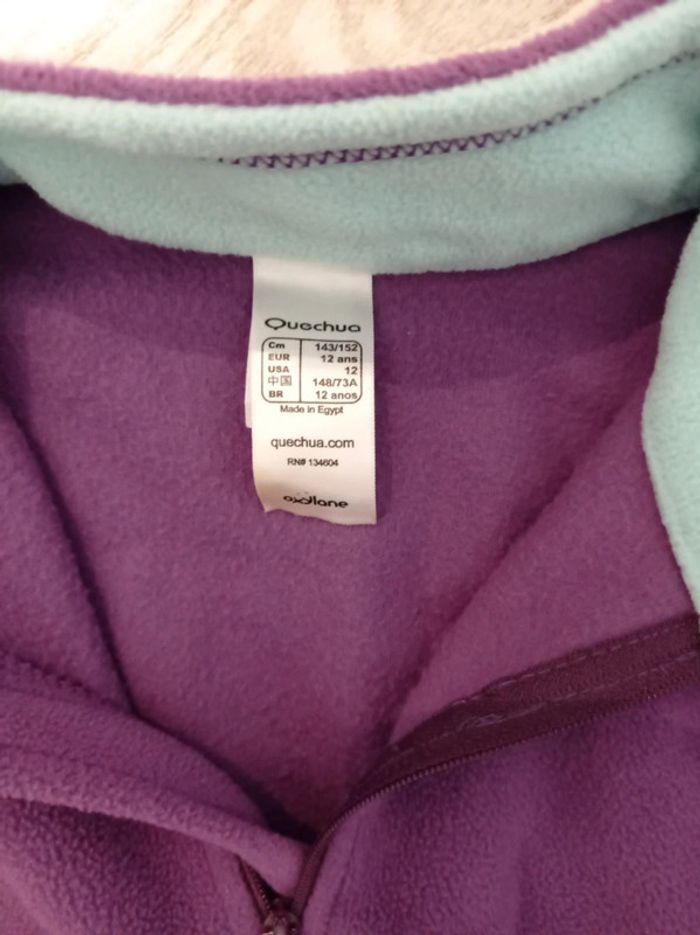 Quechua
Cm 143/152
EUR 12 ans
USA 12
中国 148/73A
BR 12 anos
Made in Egypt
quechua.com
RN# 134604
oxylane